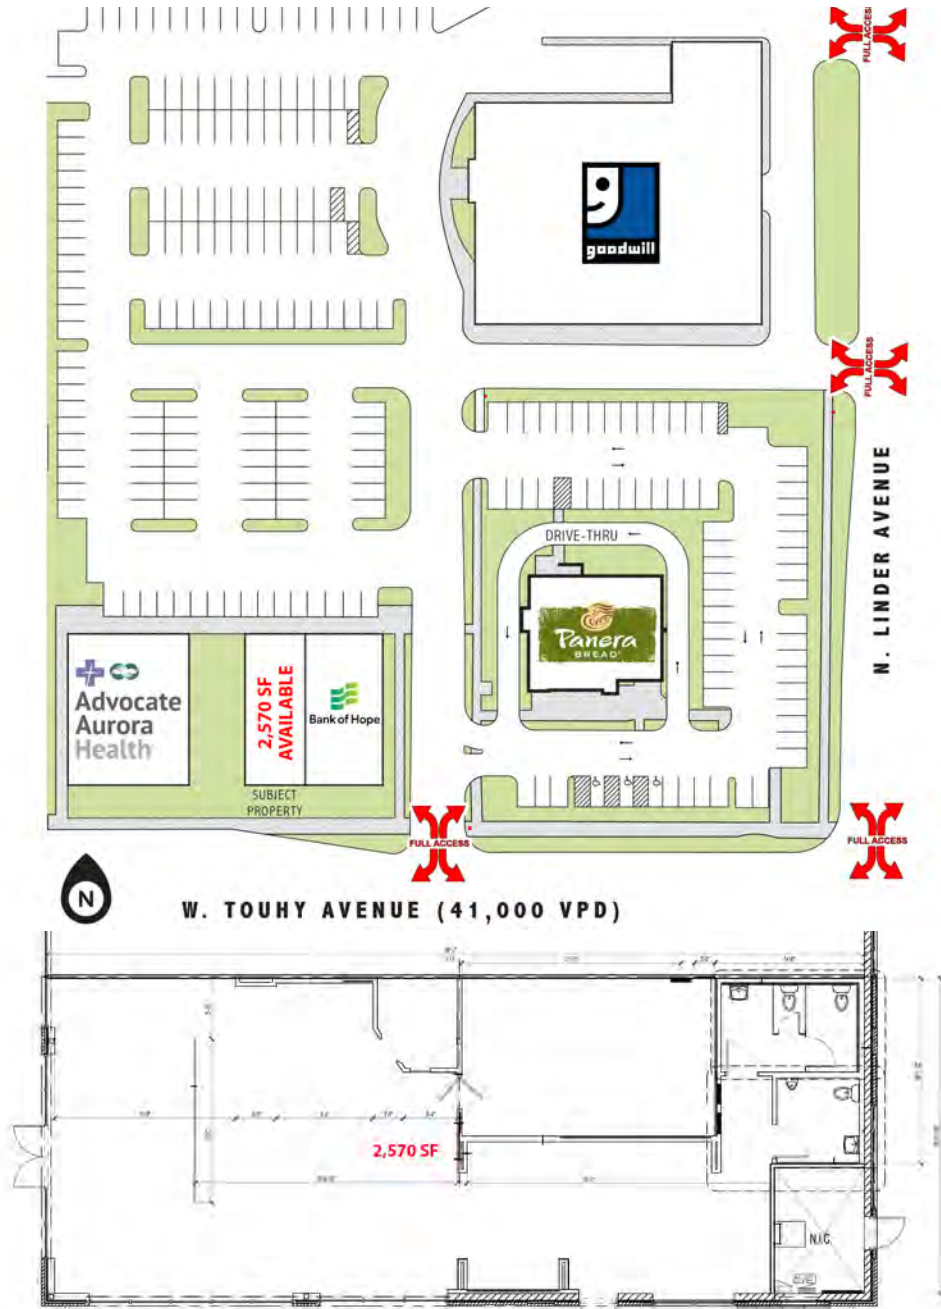 FULL ACCESS
goodwill
FULL ACCESS
N. LINDER AVENUE
DRIVE-THRU
Panera
BREAD
Advocate
Aurora
Health
2,570 SF
AVAILABLE
Bank of Hope
SUBJECT
PROPERTY
FULL ACCESS
FULL ACCESS
N
W. TOUHY AVENUE (41,000 VPD)
2,570 SF
N.I.C